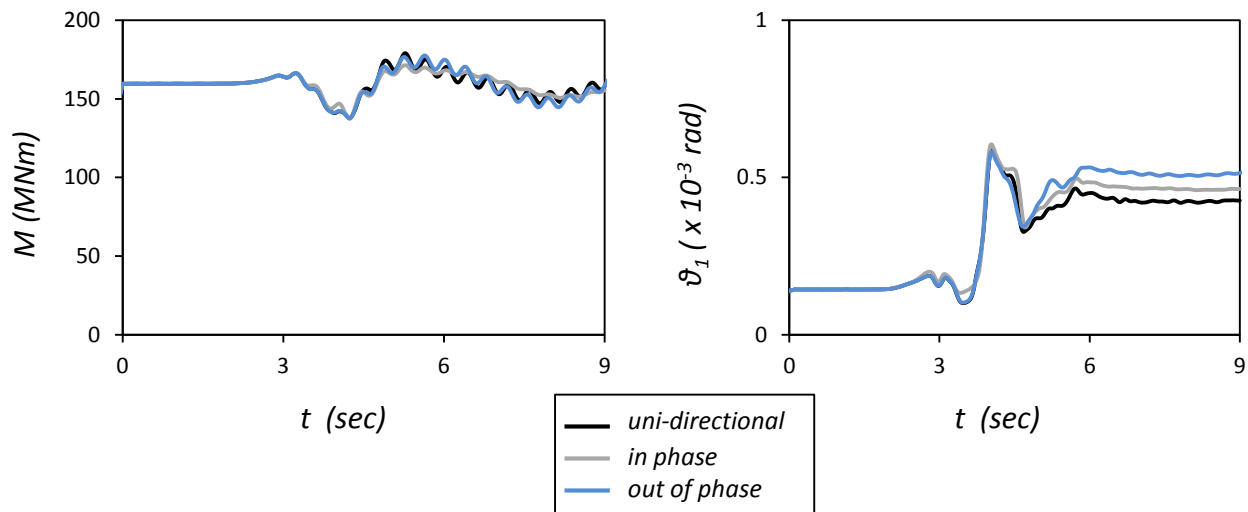 200
150
100
50
0
M (MNm)
0 3 6 9
t (sec)
1
0.5
0
ϑ1 ( x 10-3 rad)
0 3 6 9
t (sec)
uni-directional
in phase
out of phase